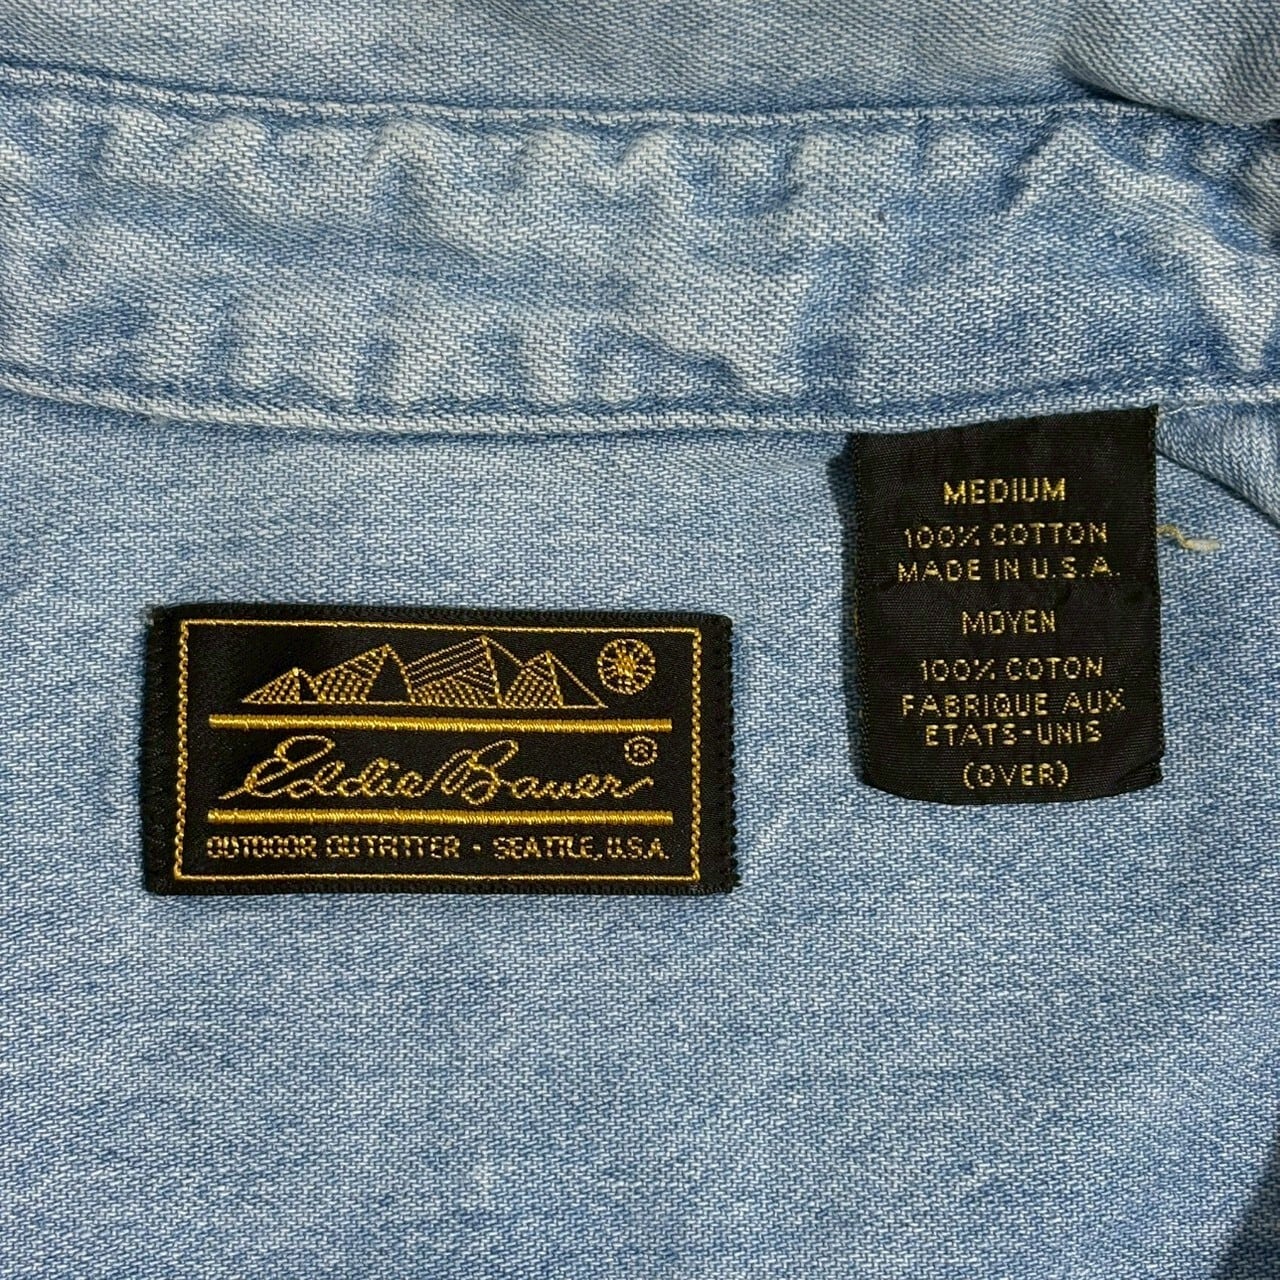 Eddie Bauer ®
OUTDOOR OUTFITTER - SEATTLE, U.S.A.
MEDIUM
100% COTTON
MADE IN U.S.A.
MOYEN
100% COTON
FABRIQUE AUX
ETATS-UNIS
(OVER)